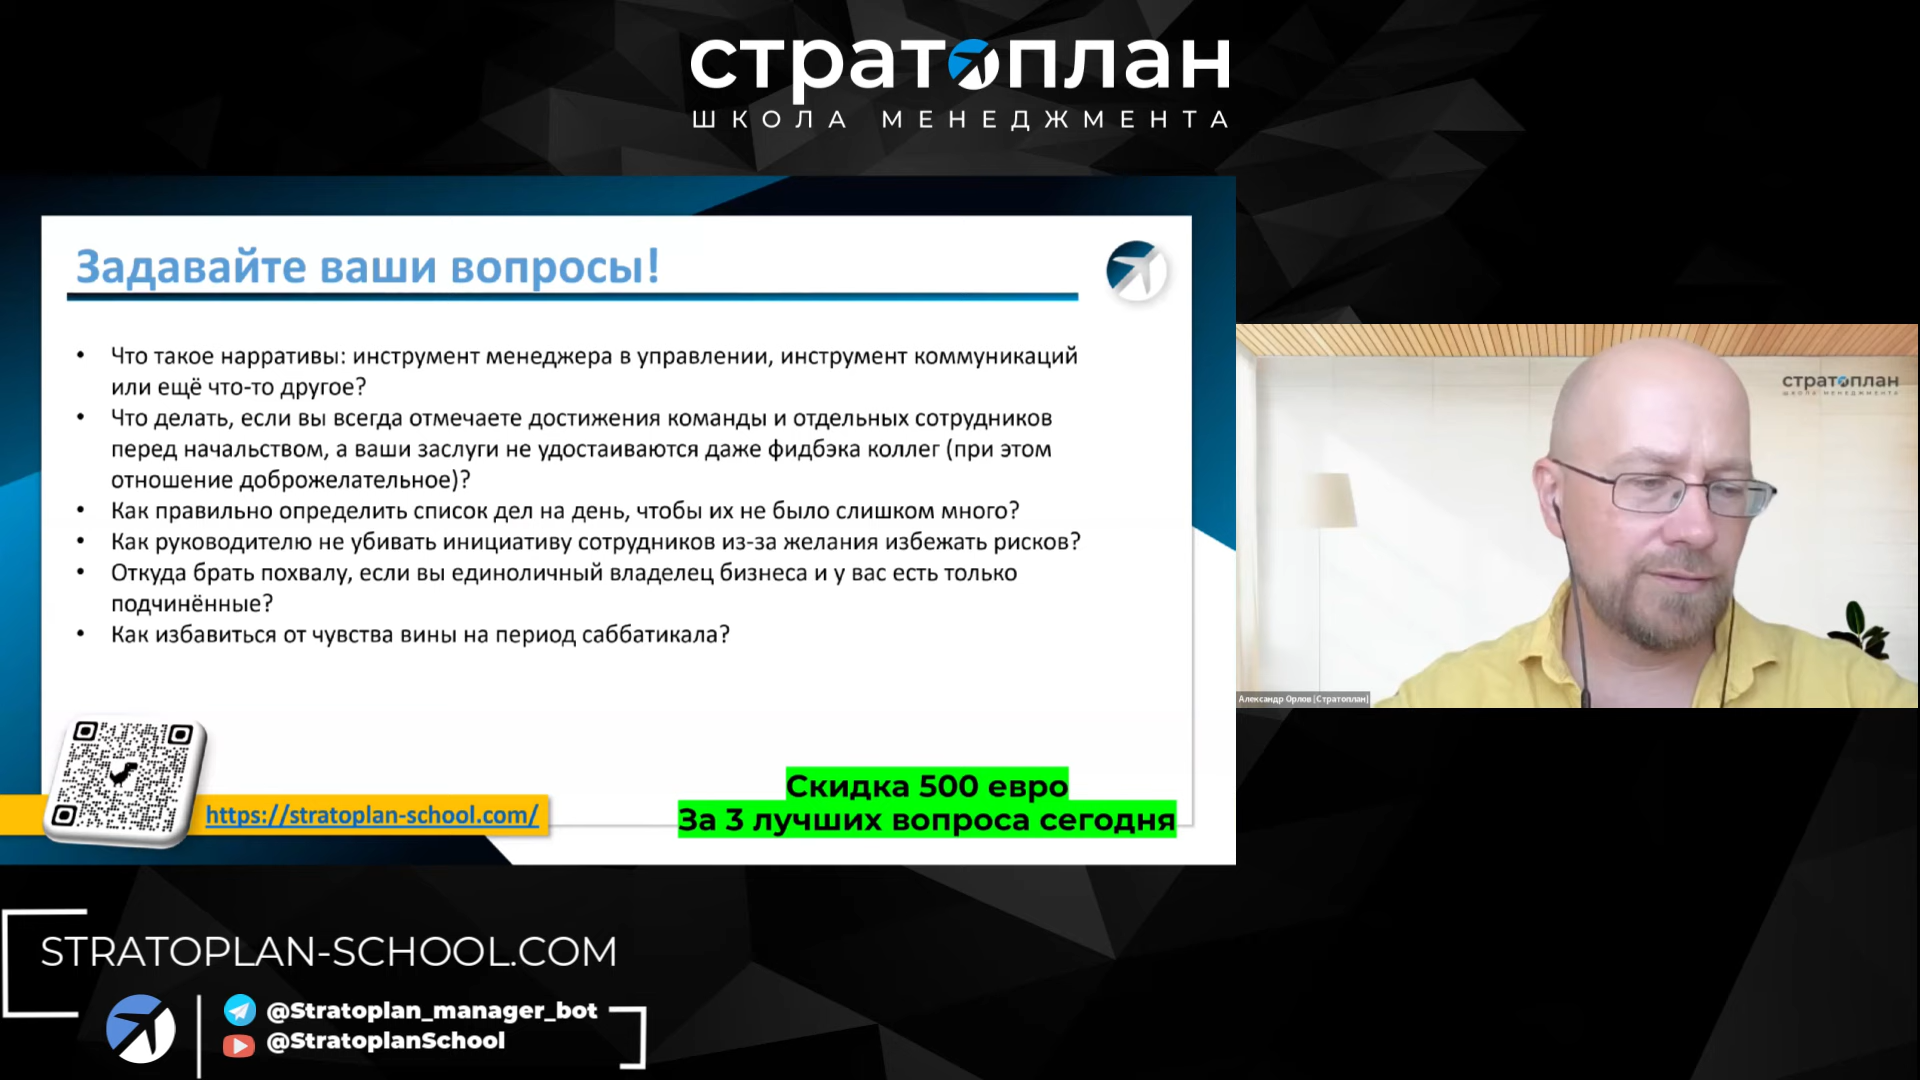 стратоплан
ШКОЛА МЕНЕДЖМЕНТА
Задавайте ваши вопросы!
• Что такое нарративы: инструмент менеджера в управлении, инструмент коммуникаций
или ещё что-то другое?
• Что делать, если вы всегда отмечаете достижения команды и отдельных сотрудников
перед начальством, а ваши заслуги не удостаиваются даже фидбэка коллег (при этом
отношение доброжелательное)?
• Как правильно определить список дел на день, чтобы их не было слишком много?
• Как руководителю не убивать инициативу сотрудников из-за желания избежать рисков?
• Откуда брать похвалу, если вы единоличный владелец бизнеса и у вас есть только
подчинённые?
• Как избавиться от чувства вины на период саббатикала?
https://stratoplan-school.com/
Скидка 500 евро
За 3 лучших вопроса сегодня
стратоплан
школа менеджмента
Александр Орлов [Стратоплан]
STRATOPLAN-SCHOOL.COM
@Stratoplan_manager_bot
@StratoplanSchool